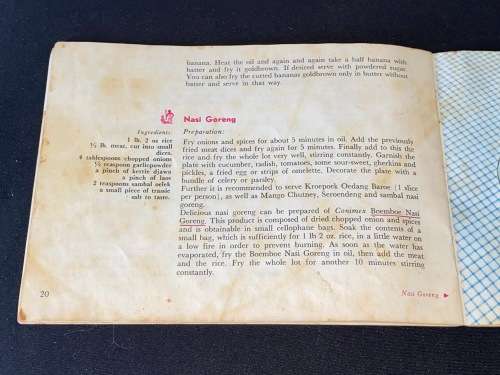 banana. Heat the oil and again and again take a half banana with
batter and fry it goldbrown. If desired serve with powdered sugar.
You can also fry the cutted bananas goldbrown only in butter without
batter and serve in that way.
Nasi Goreng
Ingredients:
1 lb. 2 oz rice
½ lb. meat, cut into small
dices
4 tablespoons chopped onions
½ teaspoon garlicpowder
a pinch of kentie djawa
a pinch of laos
2 teaspoons sambal oelek
a small piece of trassie
salt to taste.
Preparation:
Fry onions and spices for about 5 minutes in oil. Add the previously
fried meat dices and fry again for 5 minutes. Finally add to this the
rice and fry the whole lot very well, stirring constantly. Garnish the
plate with cucumber, radish, tomatoes, some sour-sweet, gherkins and
pickles, a fried egg or strips of omelette. Decorate the plate with a
bundle of celery or parsley.
Further it is recommended to serve Kroepoek Oedang Baroe (1 slice
per person), as well as Mango Chutney, Seroendeng and sambal nasi
goreng.
Delicious nasi goreng can be prepared of Conimex Boemboe Nasi
Goreng. This product is composed of dried chopped onion and spices
and is obtainable in small cellophane bags. Soak the contents of a
small bag, which is sufficiently for 1 lb 2 oz. rice, in a little water on
a low fire in order to prevent burning. As soon as the water has
evaporated, fry the Boemboe Nasi Goreng in oil, then add the meat
and the rice. Fry the whole lot for another 10 minutes stirring
constantly.
20
Nasi Goreng ►